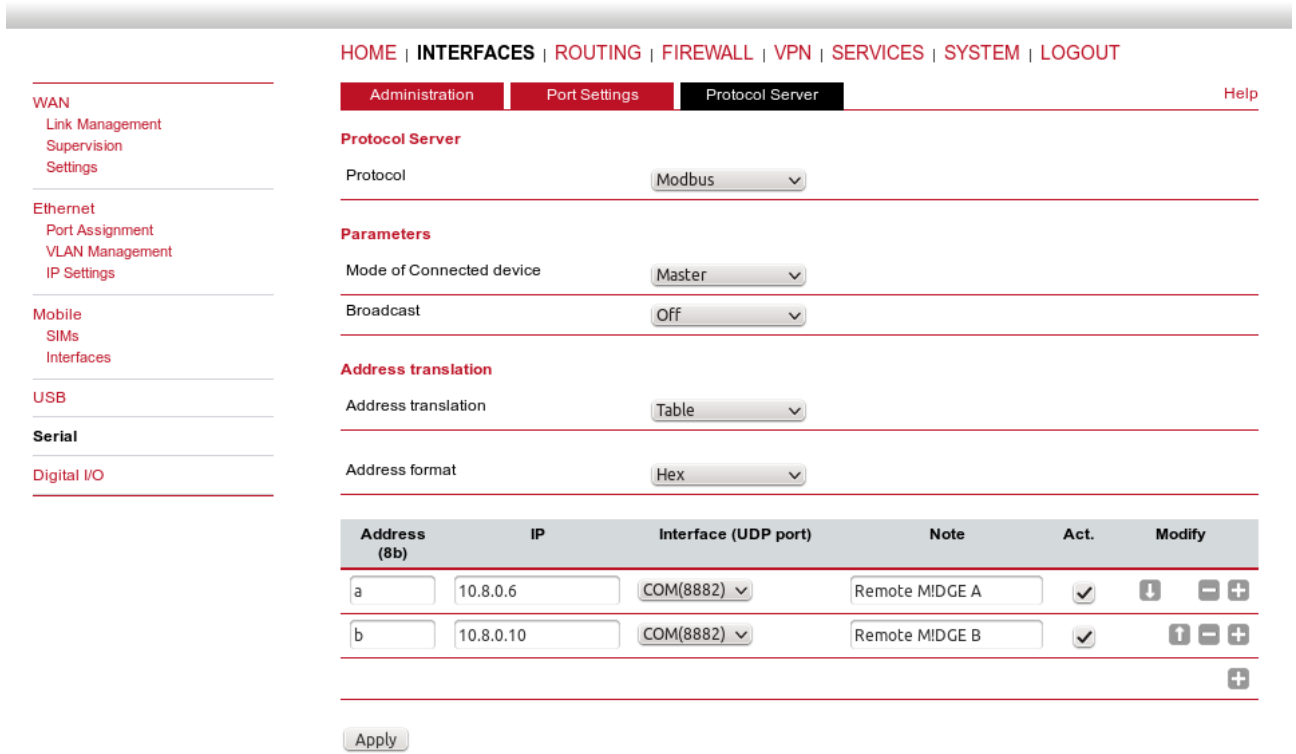 HOME | INTERFACES | ROUTING | FIREWALL | VPN | SERVICES | SYSTEM | LOGOUT
WAN
Link Management
Supervision
Settings
Ethernet
Port Assignment
VLAN Management
IP Settings
Mobile
SIMs
Interfaces
USB
Serial
Digital I/O
Administration Port Settings Protocol Server Help
Protocol Server
Protocol Modbus
Parameters
Mode of Connected device Master
Broadcast Off
Address translation
Address translation Table
Address format Hex
Address (8b) IP Interface (UDP port) Note Act. Modify
a 10.8.0.6 COM(8882) Remote M!DGE A
b 10.8.0.10 COM(8882) Remote M!DGE B
Apply